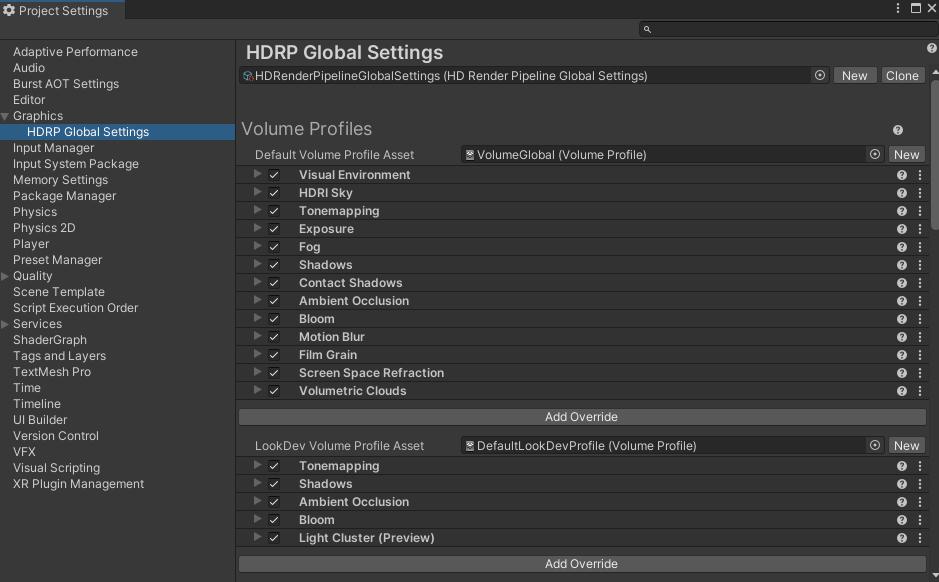 Project Settings
Adaptive Performance
Audio
Burst AOT Settings
Editor
Graphics
HDRP Global Settings
Input Manager
Input System Package
Memory Settings
Package Manager
Physics
Physics 2D
Player
Preset Manager
Quality
Scene Template
Script Execution Order
Services
ShaderGraph
Tags and Layers
TextMesh Pro
Time
Timeline
UI Builder
Version Control
VFX
Visual Scripting
XR Plugin Management
HDRP Global Settings
HDRenderPipelineGlobalSettings (HD Render Pipeline Global Settings) New Clone
Volume Profiles
Default Volume Profile Asset VolumeGlobal (Volume Profile) New
Visual Environment
HDRI Sky
Tonemapping
Exposure
Fog
Shadows
Contact Shadows
Ambient Occlusion
Bloom
Motion Blur
Film Grain
Screen Space Refraction
Volumetric Clouds
Add Override
LookDev Volume Profile Asset DefaultLookDevProfile (Volume Profile) New
Tonemapping
Shadows
Ambient Occlusion
Bloom
Light Cluster (Preview)
Add Override